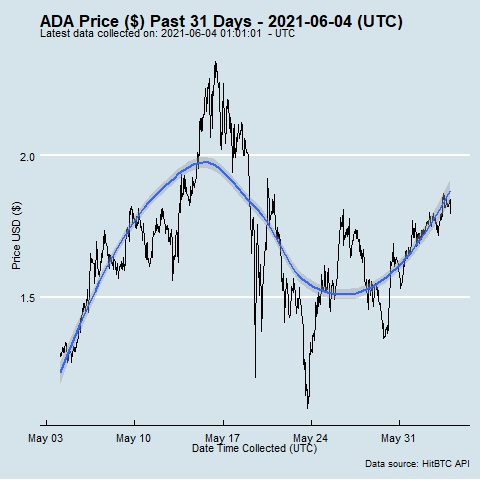 ADA Price ($) Past 31 Days - 2021-06-04 (UTC)
Latest data collected on: 2021-06-04 01:01:01  - UTC
Price USD ($)
2.0
1.5
May 03
May 10
May 17
May 24
May 31
Date Time Collected (UTC)
Data source: HitBTC API